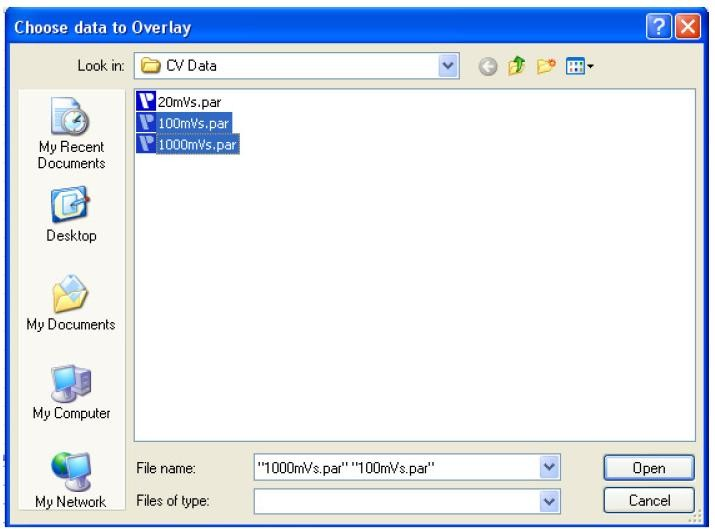 Choose data to Overlay
Look in: CV Data
20mVs.par
100mVs.par
1000mVs.par
My Recent
Documents
Desktop
My Documents
My Computer
My Network
File name: "1000mVs.par" "100mVs.par" Open
Files of type: Cancel